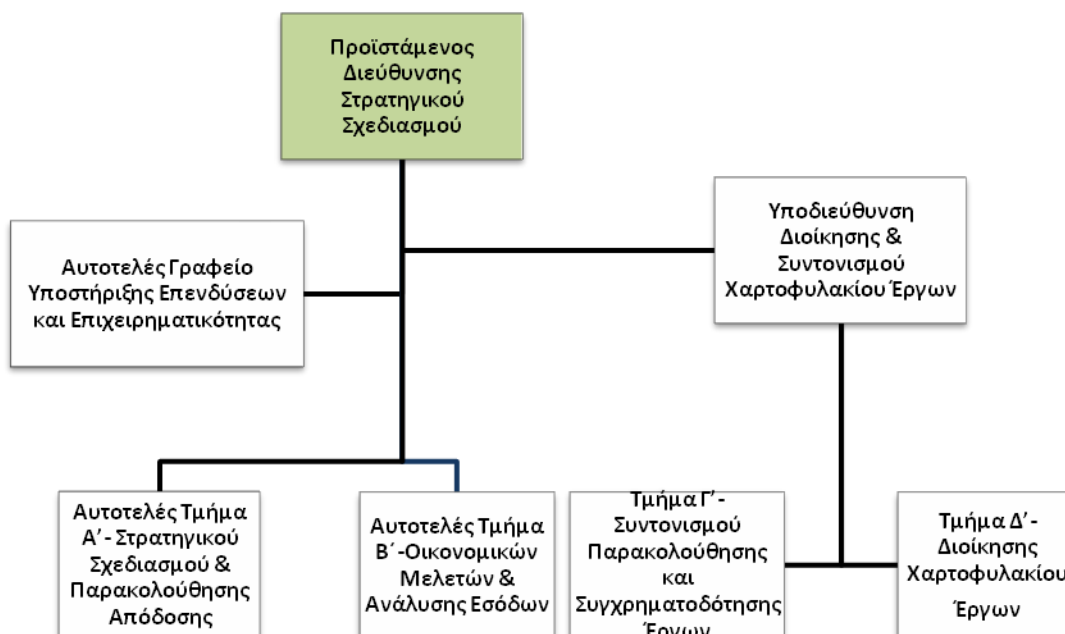 Προϊστάμενος
Διεύθυνσης
Στρατηγικού
Σχεδιασμού
Υποδιεύθυνση
Διοίκησης &
Συντονισμού
Χαρτοφυλακίου Έργων
Αυτοτελές Γραφείο
Υποστήριξης Επενδύσεων
και Επιχειρηματικότητας
Αυτοτελές Τμήμα
Α’- Στρατηγικού
Σχεδιασμού &
Παρακολούθησης
Απόδοσης
Αυτοτελές Τμήμα
Β΄-Οικονομικών
Μελετών &
Ανάλυσης Εσόδων
Τμήμα Γ’-
Συντονισμού
Παρακολούθησης
και
Συγχρηματοδότησης
Έργων
Τμήμα Δ’-
Διοίκησης
Χαρτοφυλακίου
Έργων